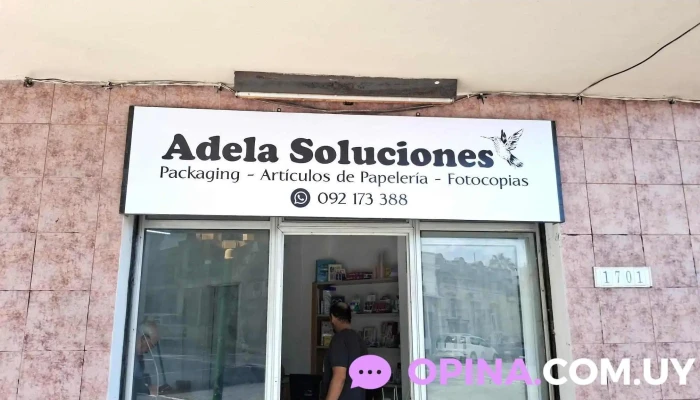 Adela Soluciones
Packaging - Artículos de Papelería - Fotocopias
092 173 388
1701
OPINA.COM.UY